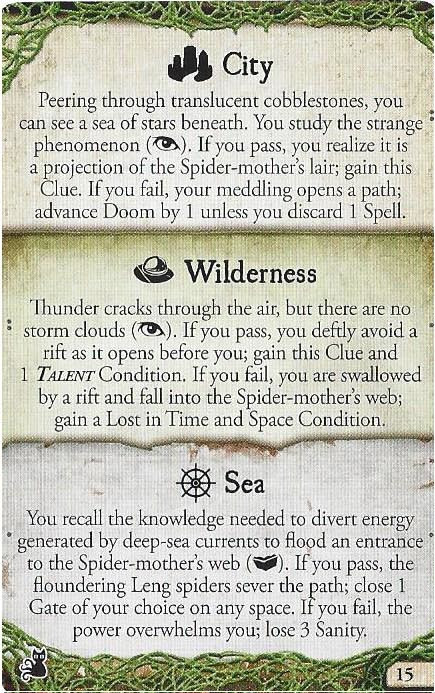 City
Peering through translucent cobblestones, you
can see a sea of stars beneath. You study the strange
phenomenon (). If you pass, you realize it is
a projection of the Spider-mother's lair; gain this
Clue. If you fail, your meddling opens a path;
advance Doom by 1 unless you discard 1 Spell.
Wilderness
Thunder cracks through the air, but there are no
storm clouds (). If you pass, you deftly avoid a
rift as it opens before you; gain this Clue and
1 TALENT Condition. If you fail, you are swallowed
by a rift and fall into the Spider-mother's web;
gain a Lost in Time and Space Condition.
Sea
You recall the knowledge needed to divert energy
generated by deep-sea currents to flood an entrance
to the Spider-mother's web (). If you pass, the
floundering Leng spiders sever the path; close 1
Gate of your choice on any space. If you fail, the
power overwhelms you; lose 3 Sanity.
15